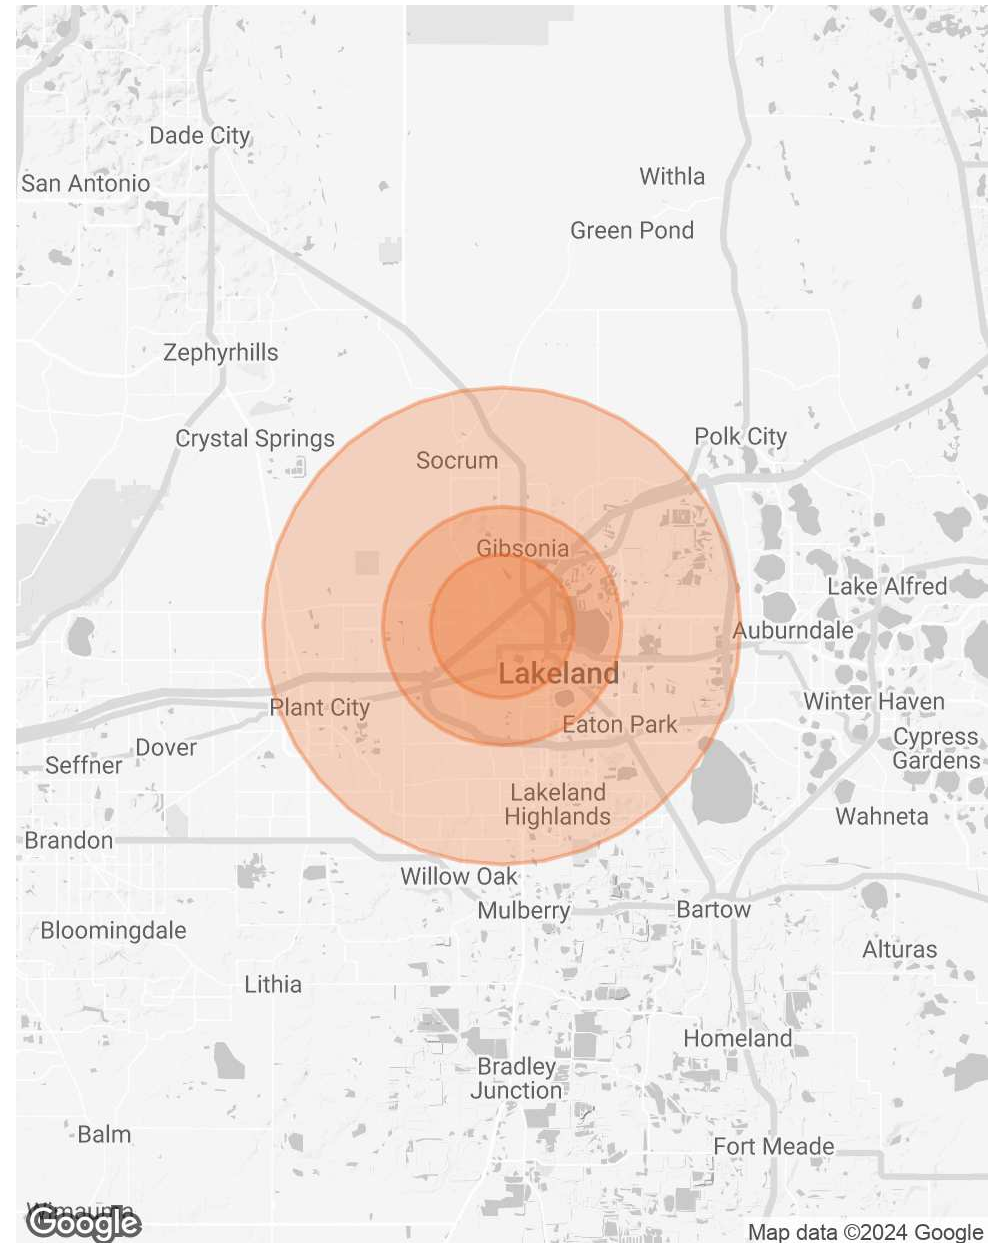 Dade City
San Antonio
Withla
Green Pond
Zephyrhills
Crystal Springs
Polk City
Socrum
Gibsonia
Lake Alfred
Auburndale
Lakeland
Winter Haven
Plant City
Eaton Park
Cypress
Gardens
Dover
Seffner
Lakeland
Highlands
Wahneta
Brandon
Willow Oak
Mulberry
Bartow
Bloomingdale
Alturas
Lithia
Homeland
Bradley
Junction
Balm
Fort Meade
Google
Map data ©2024 Google